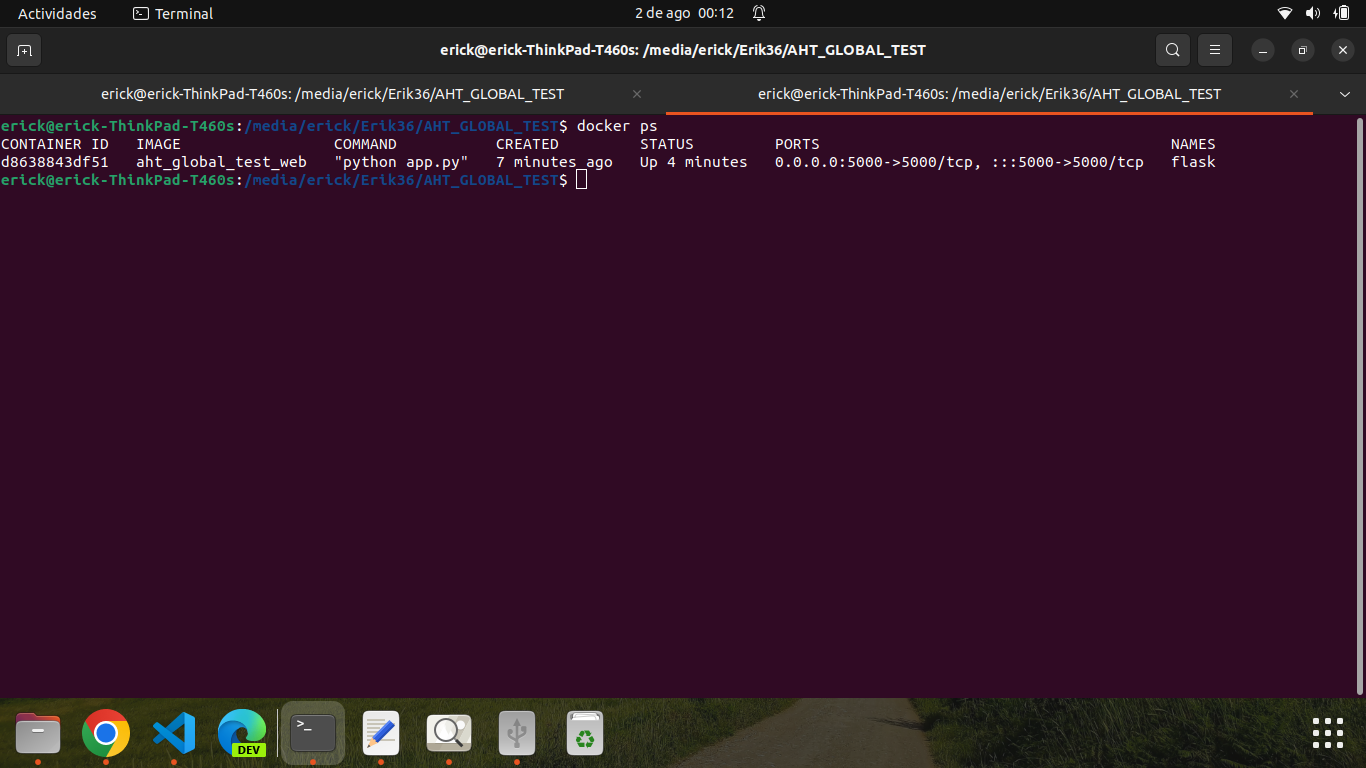 Actividades Terminal 2 de ago 00:12
erick@erick-ThinkPad-T460s: /media/erick/Erik36/AHT_GLOBAL_TEST
erick@erick-ThinkPad-T460s: /media/erick/Erik36/AHT_GLOBAL_TEST erick@erick-ThinkPad-T460s: /media/erick/Erik36/AHT_GLOBAL_TEST
erick@erick-ThinkPad-T460s:/media/erick/Erik36/AHT_GLOBAL_TEST$ docker ps
CONTAINER ID IMAGE COMMAND CREATED STATUS PORTS NAMES
d8638843df51 aht_global_test_web "python app.py" 7 minutes ago Up 4 minutes 0.0.0.0:5000->5000/tcp, :::5000->5000/tcp flask
erick@erick-ThinkPad-T460s:/media/erick/Erik36/AHT_GLOBAL_TEST$
DEV